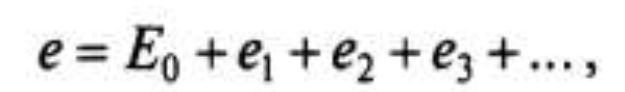 e = E₀ + e₁ + e₂ + e₃ + ... ,